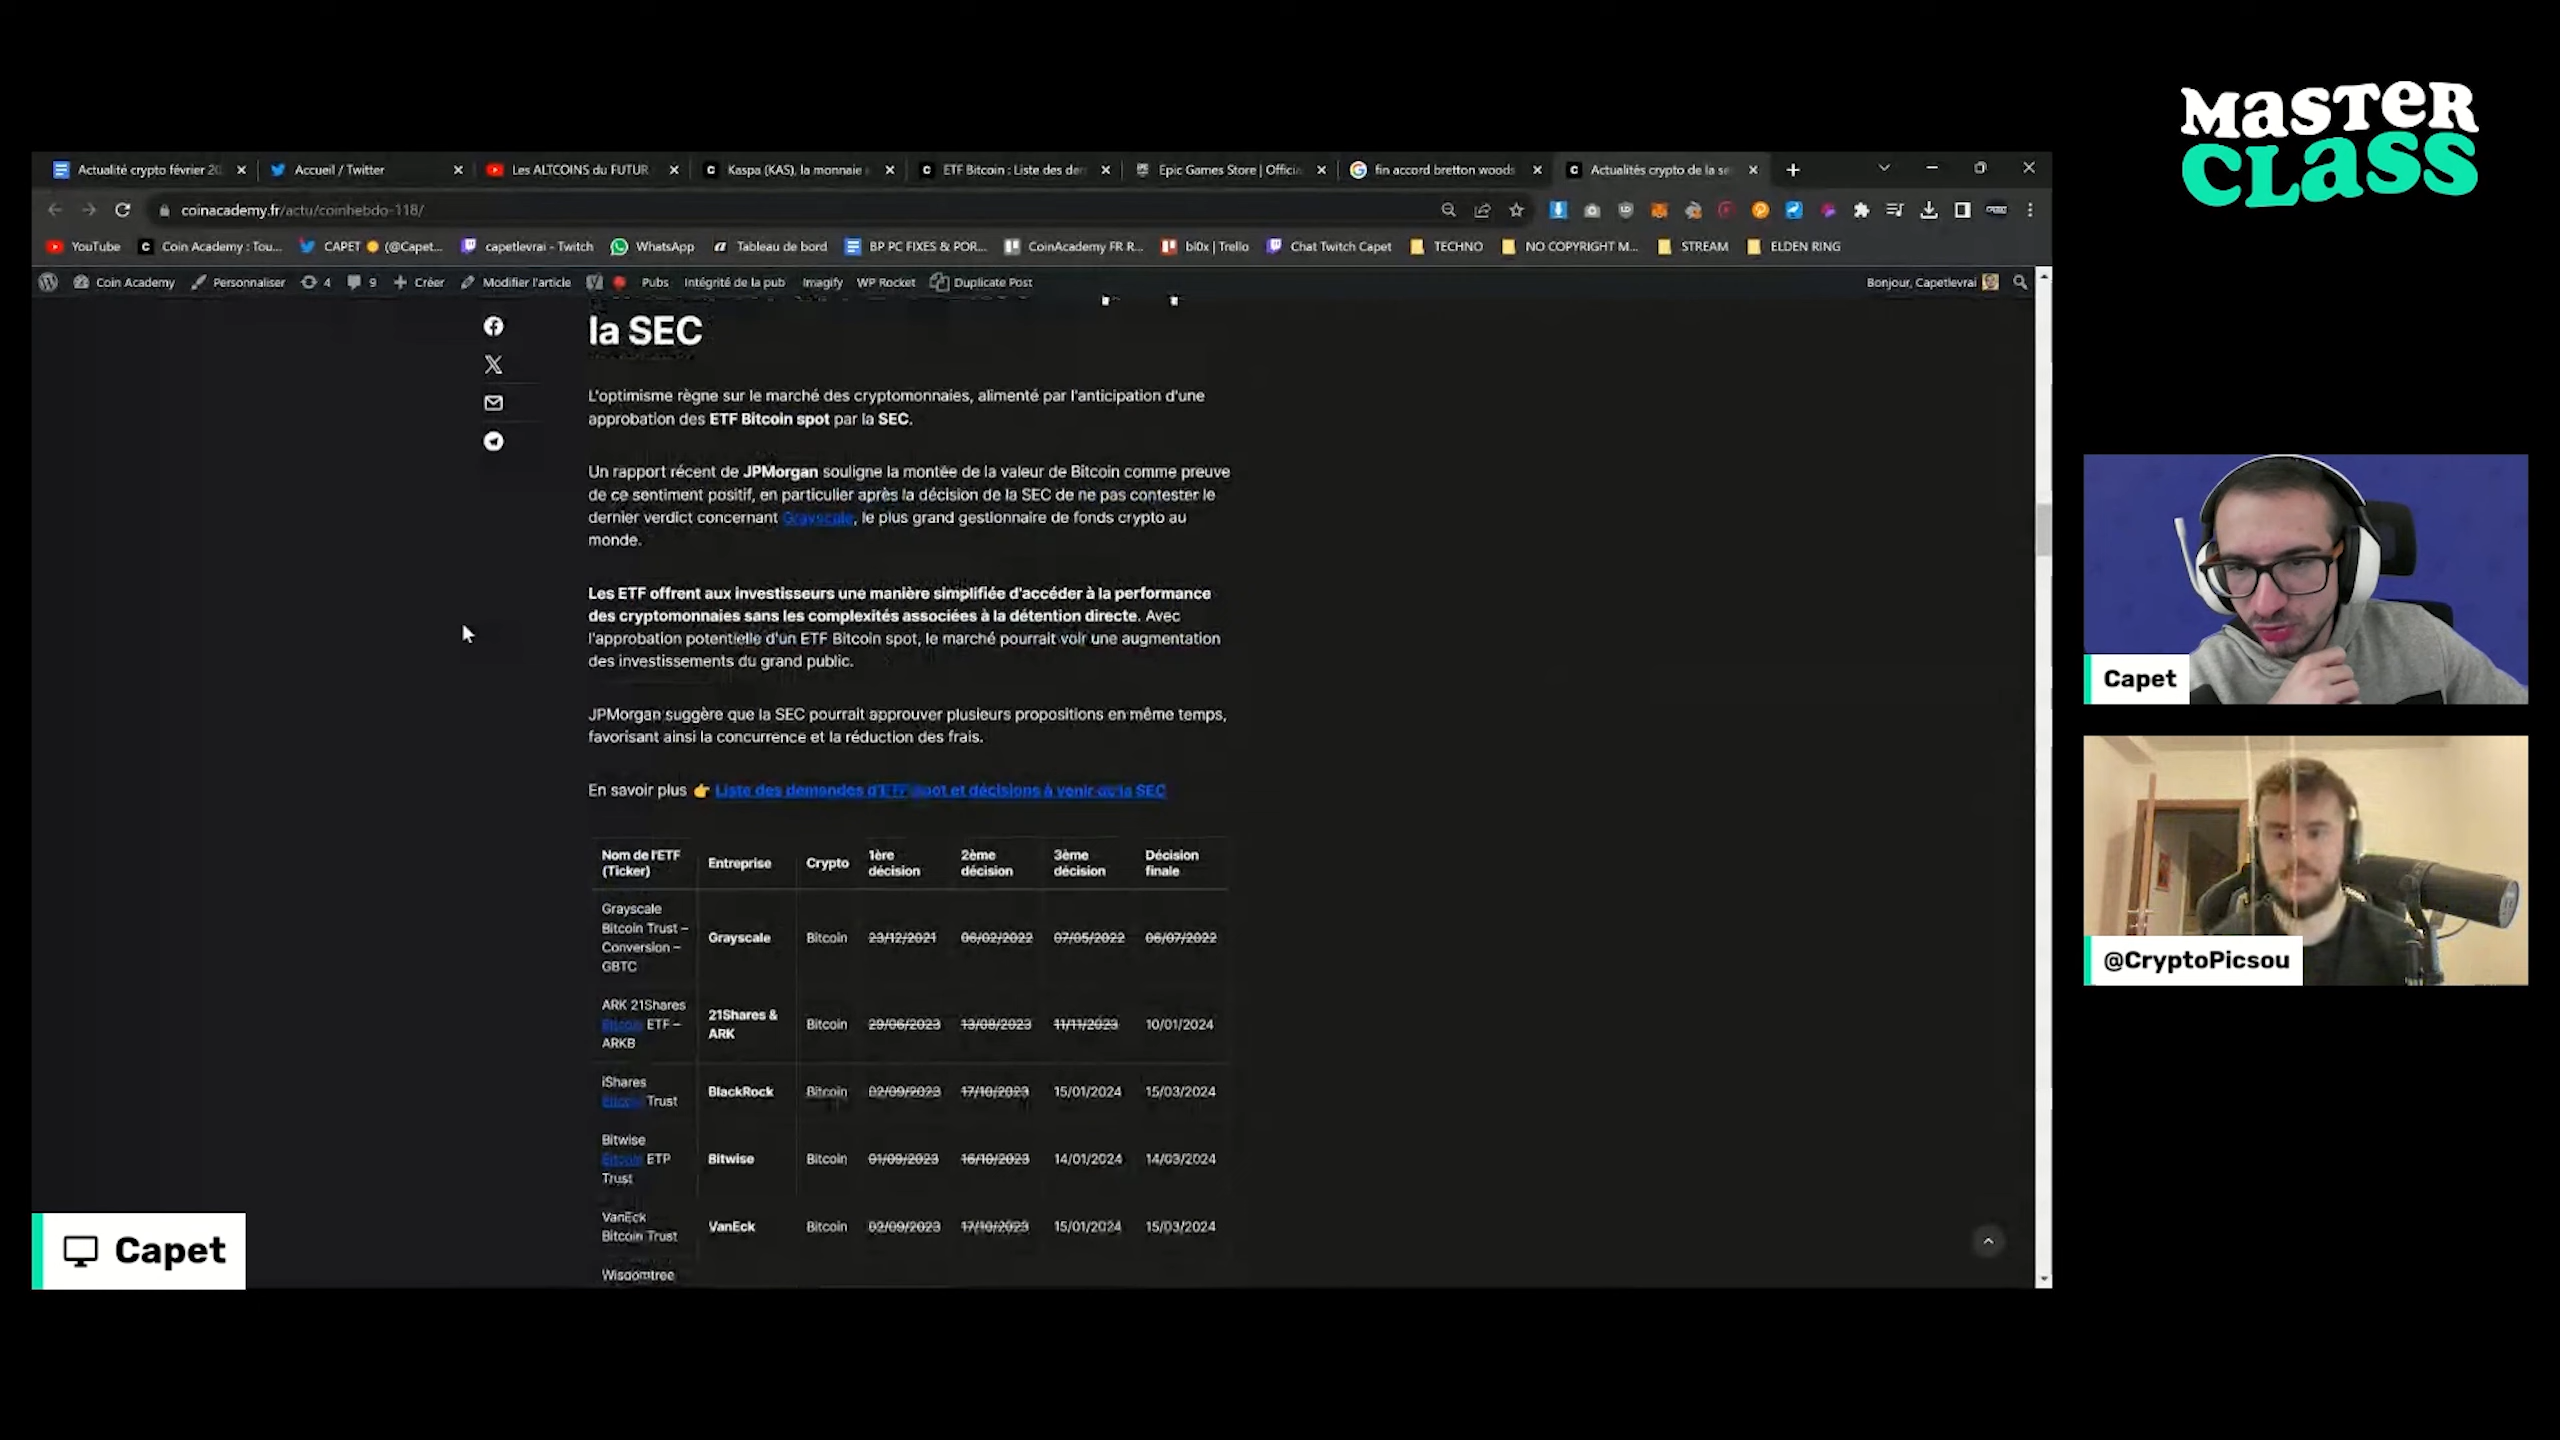 MASTER
CLASS
Actualité crypto février 20
Accueil / Twitter
Les ALTCOINS du FUTUR
Kaspa (KAS), la monnaie
ETF Bitcoin : Liste des de
Epic Games Store | Officia
fin accord bretton woods
Actualités crypto de la se
coinacademy.fr/actu/coinhebdo-118/
YouTube
Coin Academy : Tou...
CAPET (@Capet...
capetlevrai - Twitch
WhatsApp
Tableau de bord
BP PC FIXES & POR...
CoinAcademy FR R...
bl0x | Trello
Chat Twitch Capet
TECHNO
NO COPYRIGHT M...
STREAM
ELDEN RING
Coin Academy
Personnaliser
4
9
Créer
Modifier l'article
Pubs
Intégrité de la pub
Imagify
WP Rocket
Duplicate Post
Bonjour, Capetlevrai
la SEC
L'optimisme règne sur le marché des cryptomonnaies, alimenté par l'anticipation d'une
approbation des ETF Bitcoin spot par la SEC.
Un rapport récent de JPMorgan souligne la montée de la valeur de Bitcoin comme preuve
de ce sentiment positif, en particulier après la décision de la SEC de ne pas contester le
dernier verdict concernant Grayscale, le plus grand gestionnaire de fonds crypto au
monde.
Les ETF offrent aux investisseurs une manière simplifiée d'accéder à la performance
des cryptomonnaies sans les complexités associées à la détention directe. Avec
l'approbation potentielle d'un ETF Bitcoin spot, le marché pourrait voir une augmentation
des investissements du grand public.
JPMorgan suggère que la SEC pourrait approuver plusieurs propositions en même temps,
favorisant ainsi la concurrence et la réduction des frais.
En savoir plus 👉 Liste des demandes d'ETF spot et décisions à venir de la SEC
Nom de l'ETF (Ticker) Entreprise Crypto 1ère décision 2ème décision 3ème décision Décision finale
Grayscale Bitcoin Trust – Conversion – GBTC Grayscale Bitcoin 23/12/2021 06/02/2022 07/05/2022 06/07/2022
ARK 21Shares Bitcoin ETF – ARKB 21Shares & ARK Bitcoin 29/06/2023 13/08/2023 11/11/2023 10/01/2024
iShares Bitcoin Trust BlackRock Bitcoin 02/09/2023 17/10/2023 15/01/2024 15/03/2024
Bitwise Bitcoin ETP Trust Bitwise Bitcoin 01/09/2023 16/10/2023 14/01/2024 14/03/2024
VanEck Bitcoin Trust VanEck Bitcoin 02/09/2023 17/10/2023 15/01/2024 15/03/2024
Wisdomtree
Capet
Capet
@CryptoPicsou